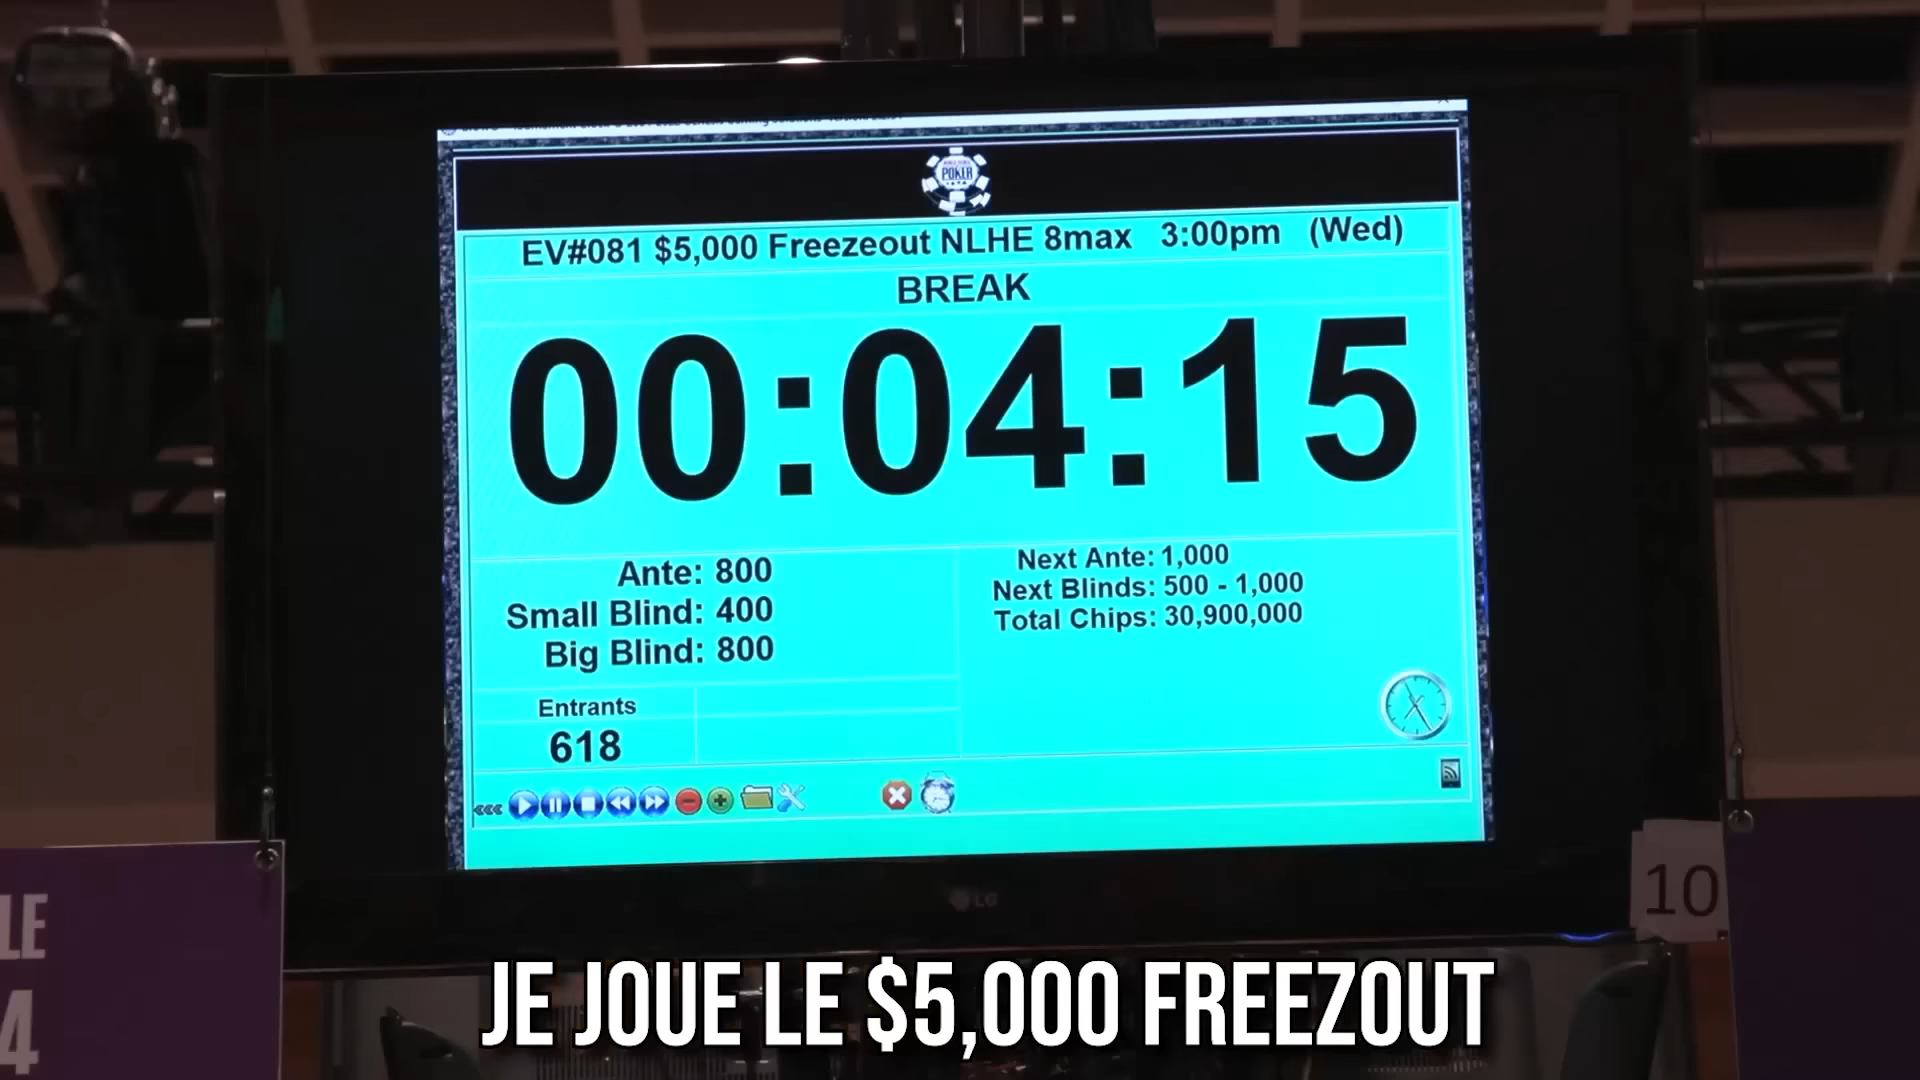 POKER
EV#081 $5,000 Freezeout NLHE 8max 3:00pm (Wed)
BREAK
00:04:15
Ante: 800
Small Blind: 400
Big Blind: 800
Next Ante: 1,000
Next Blinds: 500 - 1,000
Total Chips: 30,900,000
Entrants
618
LG
10
LE
4
JE JOUE LE $5,000 FREEZOUT